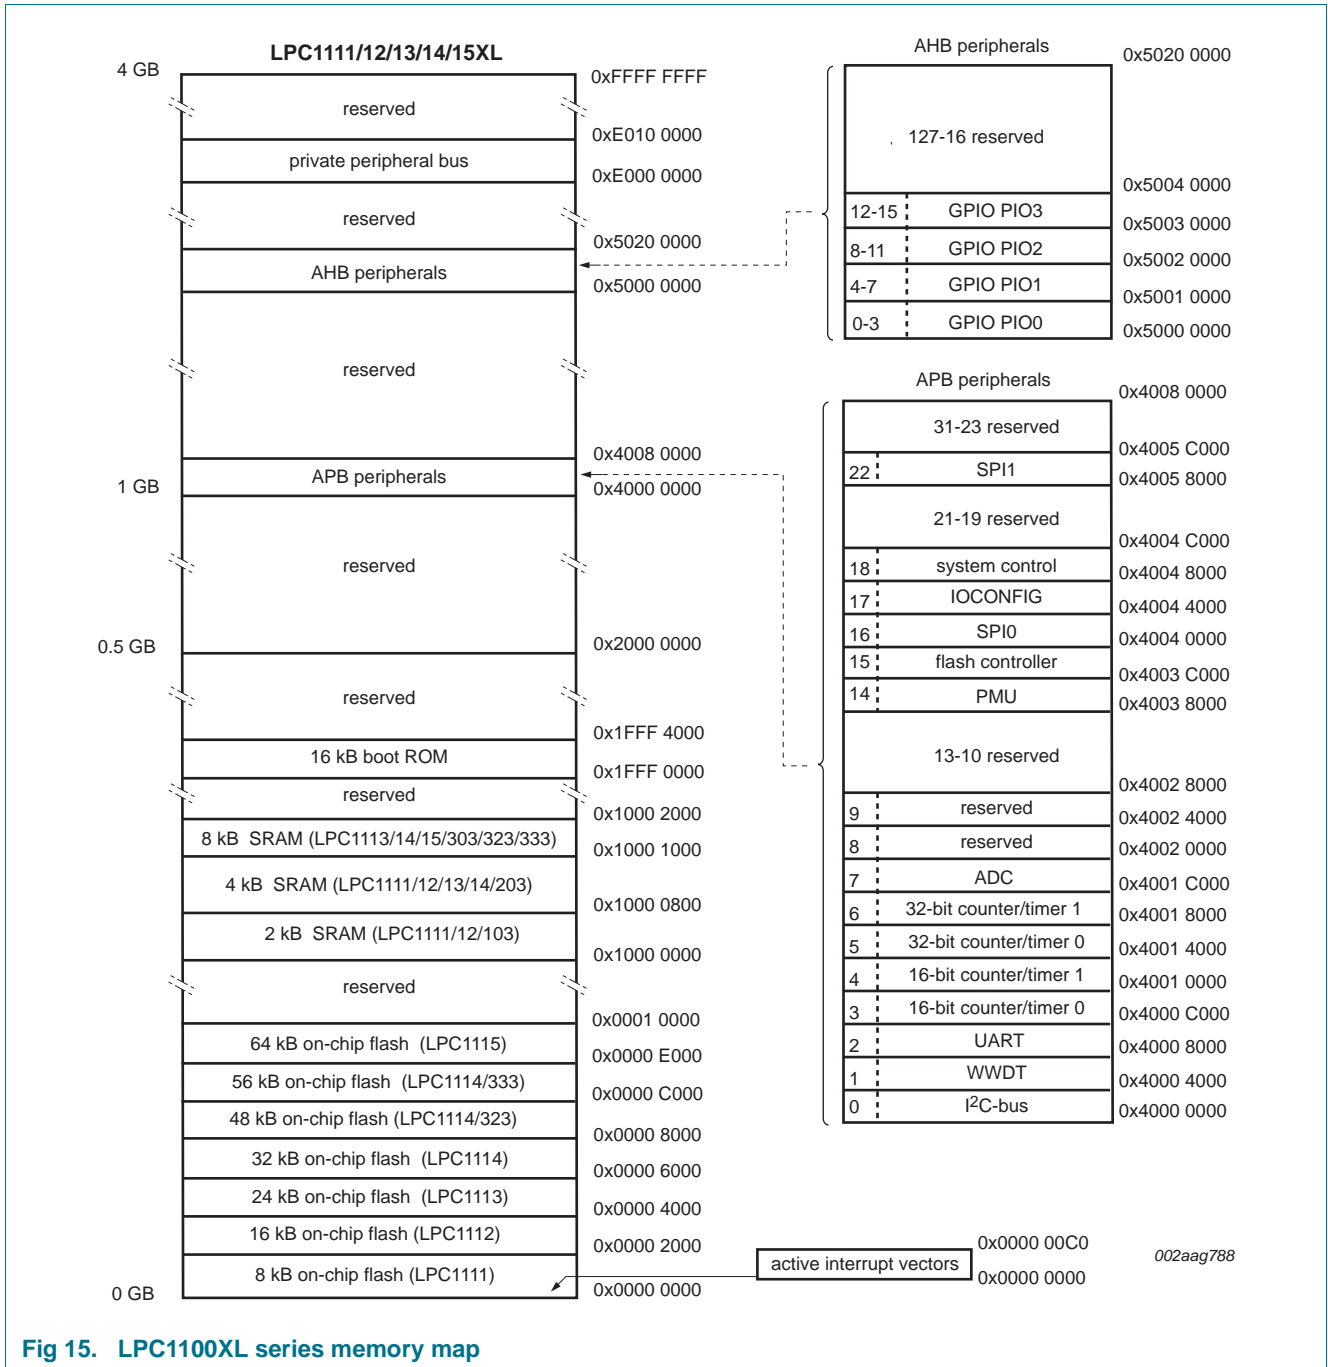 LPC1111/12/13/14/15XL
4 GB
0xFFFF FFFF
reserved
0xE010 0000
private peripheral bus
0xE000 0000
reserved
0x5020 0000
AHB peripherals
0x5000 0000
reserved
0x4008 0000
APB peripherals
1 GB
0x4000 0000
reserved
0.5 GB
0x2000 0000
reserved
0x1FFF 4000
16 kB boot ROM
0x1FFF 0000
reserved
0x1000 2000
8 kB SRAM (LPC1113/14/15/303/323/333)
0x1000 1000
4 kB SRAM (LPC1111/12/13/14/203)
0x1000 0800
2 kB SRAM (LPC1111/12/103)
0x1000 0000
reserved
0x0001 0000
64 kB on-chip flash (LPC1115)
0x0000 E000
56 kB on-chip flash (LPC1114/333)
0x0000 C000
48 kB on-chip flash (LPC1114/323)
0x0000 8000
32 kB on-chip flash (LPC1114)
0x0000 6000
24 kB on-chip flash (LPC1113)
0x0000 4000
16 kB on-chip flash (LPC1112)
0x0000 2000
8 kB on-chip flash (LPC1111)
0 GB
0x0000 0000
AHB peripherals
0x5020 0000
127-16 reserved
0x5004 0000
12-15 GPIO PIO3
0x5003 0000
8-11 GPIO PIO2
0x5002 0000
4-7 GPIO PIO1
0x5001 0000
0-3 GPIO PIO0
0x5000 0000
APB peripherals
0x4008 0000
31-23 reserved
0x4005 C000
22 SPI1
0x4005 8000
21-19 reserved
0x4004 C000
18 system control
0x4004 8000
17 IOCONFIG
0x4004 4000
16 SPI0
0x4004 0000
15 flash controller
0x4003 C000
14 PMU
0x4003 8000
13-10 reserved
0x4002 8000
9 reserved
0x4002 4000
8 reserved
0x4002 0000
7 ADC
0x4001 C000
6 32-bit counter/timer 1
0x4001 8000
5 32-bit counter/timer 0
0x4001 4000
4 16-bit counter/timer 1
0x4001 0000
3 16-bit counter/timer 0
0x4000 C000
2 UART
0x4000 8000
1 WWDT
0x4000 4000
0 I2C-bus
0x4000 0000
0x0000 00C0
active interrupt vectors
0x0000 0000
002aag788
Fig 15. LPC1100XL series memory map